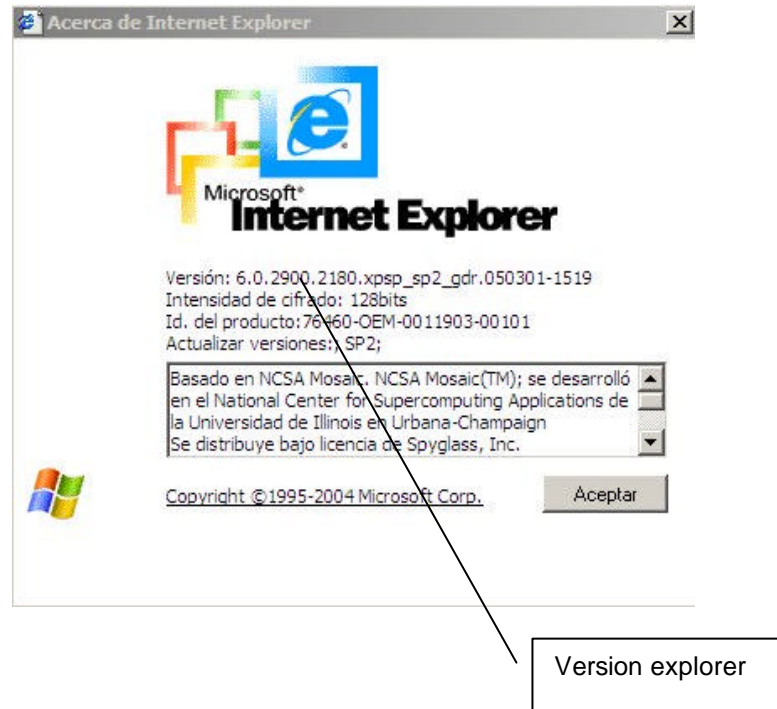 Acerca de Internet Explorer
Microsoft®
Internet Explorer
Versión: 6.0.2900.2180.xpsp_sp2_gdr.050301-1519
Intensidad de cifrado: 128bits
Id. del producto:76460-OEM-0011903-00101
Actualizar versiones:; SP2;
Basado en NCSA Mosaic. NCSA Mosaic(TM); se desarrolló
en el National Center for Supercomputing Applications de
la Universidad de Illinois en Urbana-Champaign
Se distribuye bajo licencia de Spyglass, Inc.
Copyright ©1995-2004 Microsoft Corp.
Aceptar
Version explorer